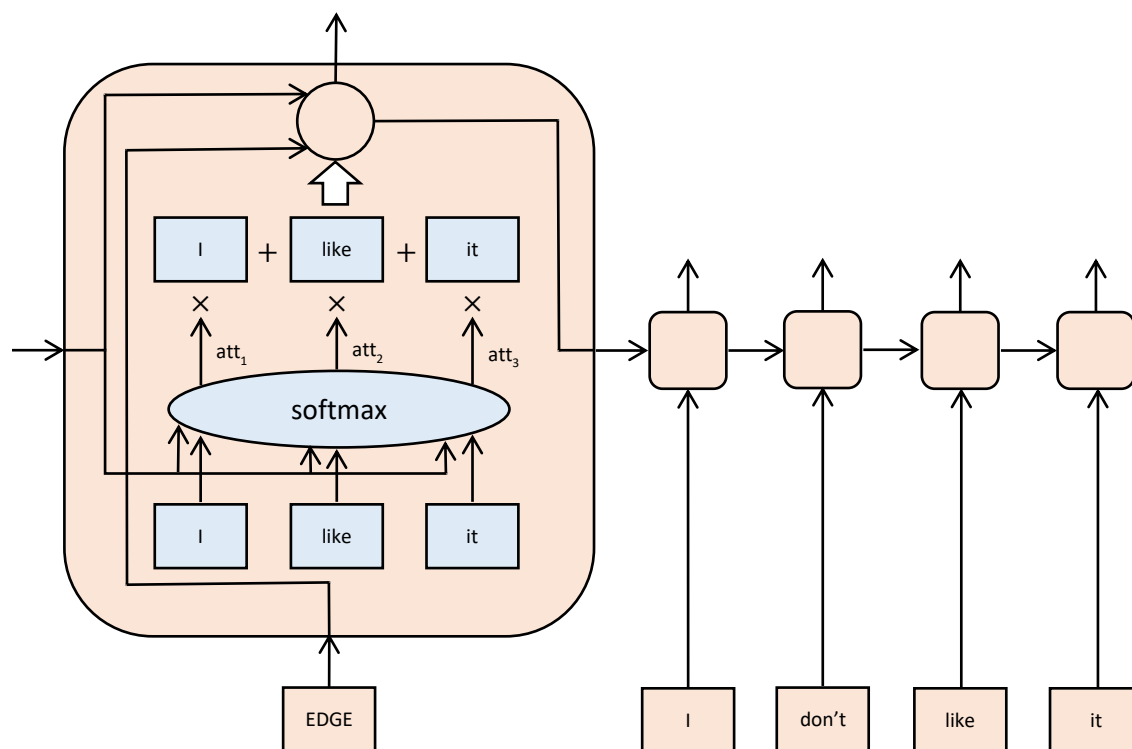 I + like + it
× × ×
att₁ att₂ att₃
softmax
I like it
EDGE I don't like it